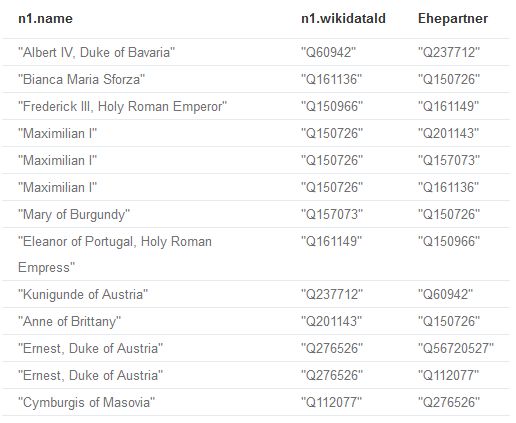 n1.name n1.wikidataId Ehepartner
"Albert IV, Duke of Bavaria" "Q60942" "Q237712"
"Bianca Maria Sforza" "Q161136" "Q150726"
"Frederick III, Holy Roman Emperor" "Q150966" "Q161149"
"Maximilian I" "Q150726" "Q201143"
"Maximilian I" "Q150726" "Q157073"
"Maximilian I" "Q150726" "Q161136"
"Mary of Burgundy" "Q157073" "Q150726"
"Eleanor of Portugal, Holy Roman "Q161149" "Q150966"
Empress"
"Kunigunde of Austria" "Q237712" "Q60942"
"Anne of Brittany" "Q201143" "Q150726"
"Ernest, Duke of Austria" "Q276526" "Q56720527"
"Ernest, Duke of Austria" "Q276526" "Q112077"
"Cymburgis of Masovia" "Q112077" "Q276526"